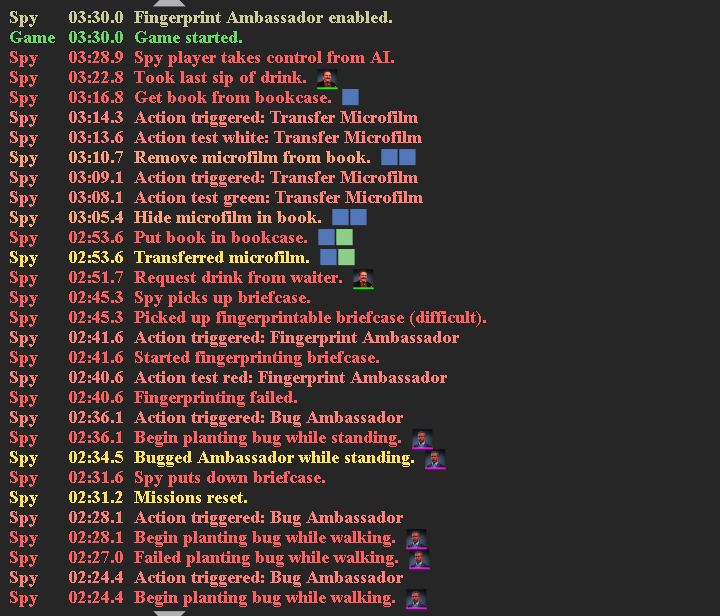 Spy 03:30.0 Fingerprint Ambassador enabled.
Game 03:30.0 Game started.
Spy 03:28.9 Spy player takes control from AI.
Spy 03:22.8 Took last sip of drink.
Spy 03:16.8 Get book from bookcase.
Spy 03:14.3 Action triggered: Transfer Microfilm
Spy 03:13.6 Action test white: Transfer Microfilm
Spy 03:10.7 Remove microfilm from book.
Spy 03:09.1 Action triggered: Transfer Microfilm
Spy 03:08.1 Action test green: Transfer Microfilm
Spy 03:05.4 Hide microfilm in book.
Spy 02:53.6 Put book in bookcase.
Spy 02:53.6 Transferred microfilm.
Spy 02:51.7 Request drink from waiter.
Spy 02:45.3 Spy picks up briefcase.
Spy 02:45.3 Picked up fingerprintable briefcase (difficult).
Spy 02:41.6 Action triggered: Fingerprint Ambassador
Spy 02:41.6 Started fingerprinting briefcase.
Spy 02:40.6 Action test red: Fingerprint Ambassador
Spy 02:40.6 Fingerprinting failed.
Spy 02:36.1 Action triggered: Bug Ambassador
Spy 02:36.1 Begin planting bug while standing.
Spy 02:34.5 Bugged Ambassador while standing.
Spy 02:31.6 Spy puts down briefcase.
Spy 02:31.2 Missions reset.
Spy 02:28.1 Action triggered: Bug Ambassador
Spy 02:28.1 Begin planting bug while walking.
Spy 02:27.0 Failed planting bug while walking.
Spy 02:24.4 Action triggered: Bug Ambassador
Spy 02:24.4 Begin planting bug while walking.